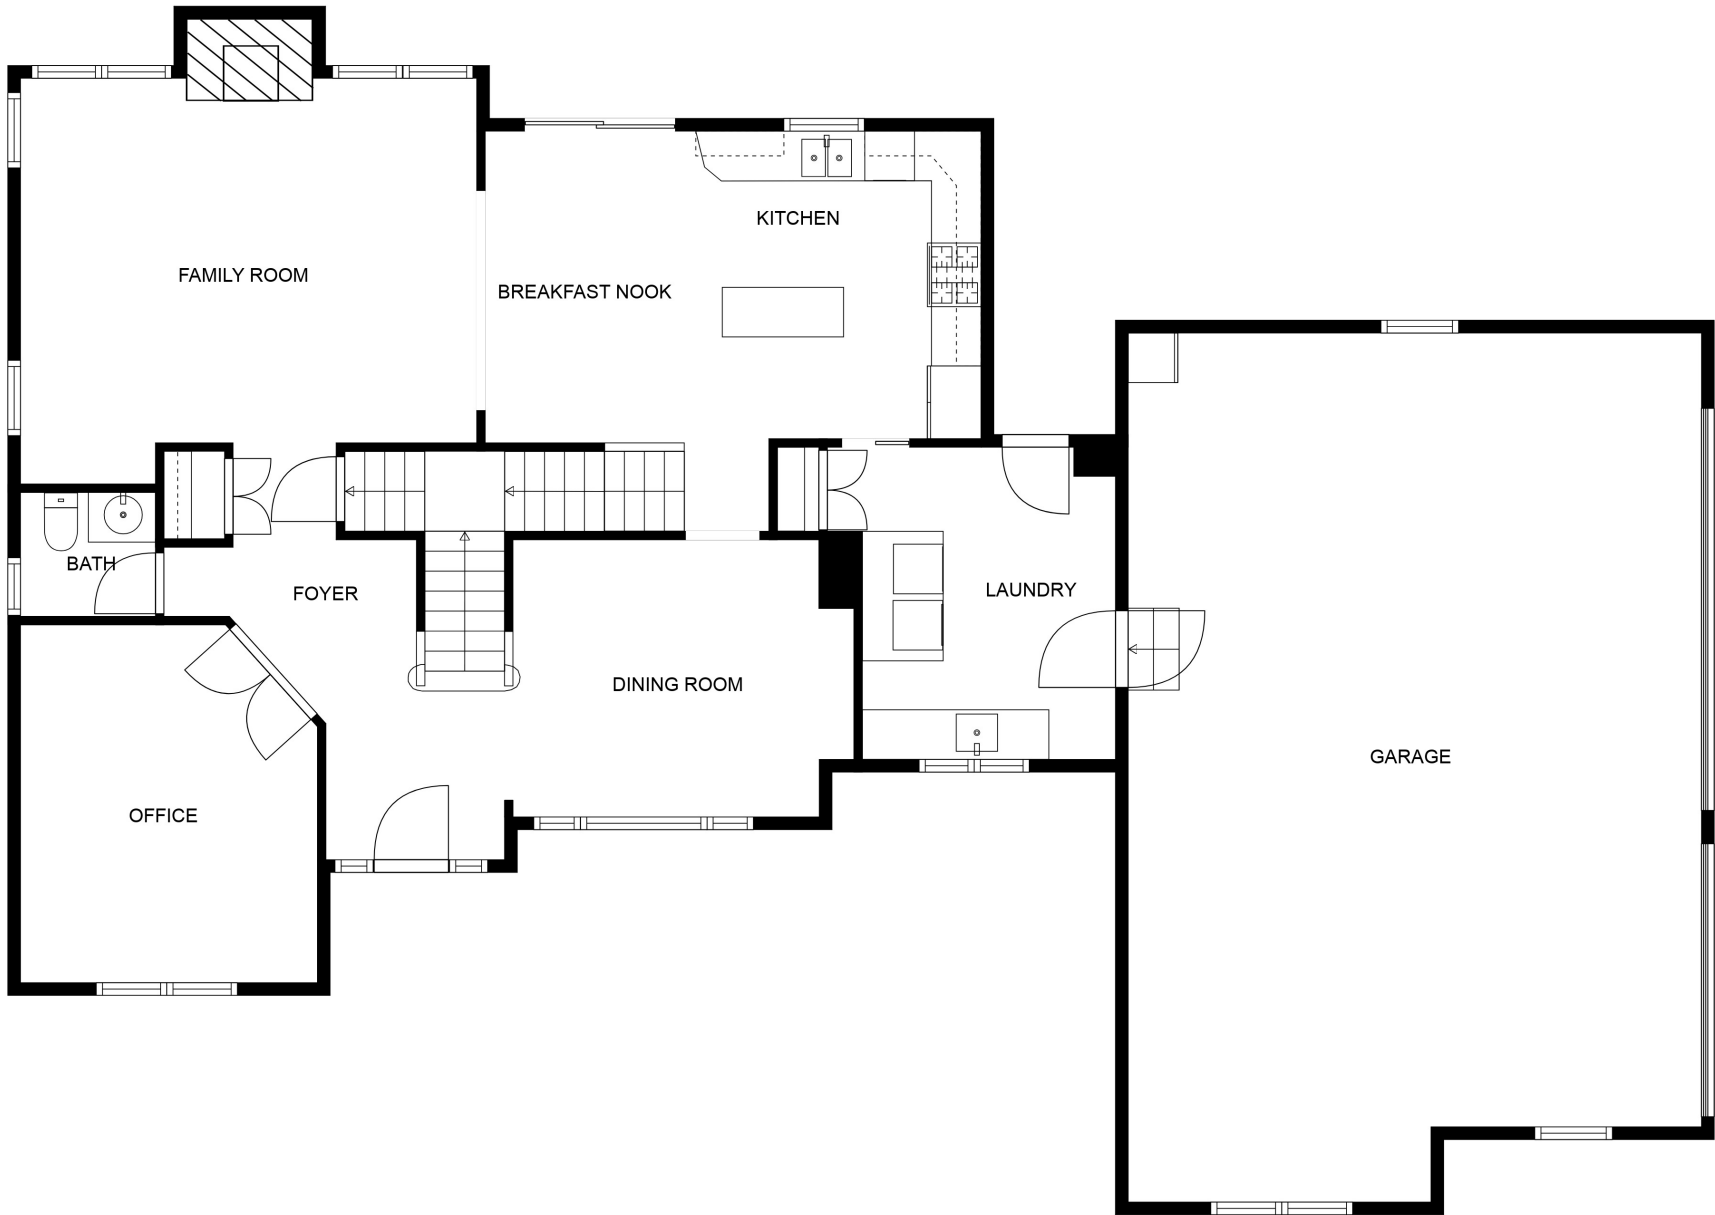 KITCHEN
FAMILY ROOM
BREAKFAST NOOK
BATH
FOYER
LAUNDRY
DINING ROOM
GARAGE
OFFICE